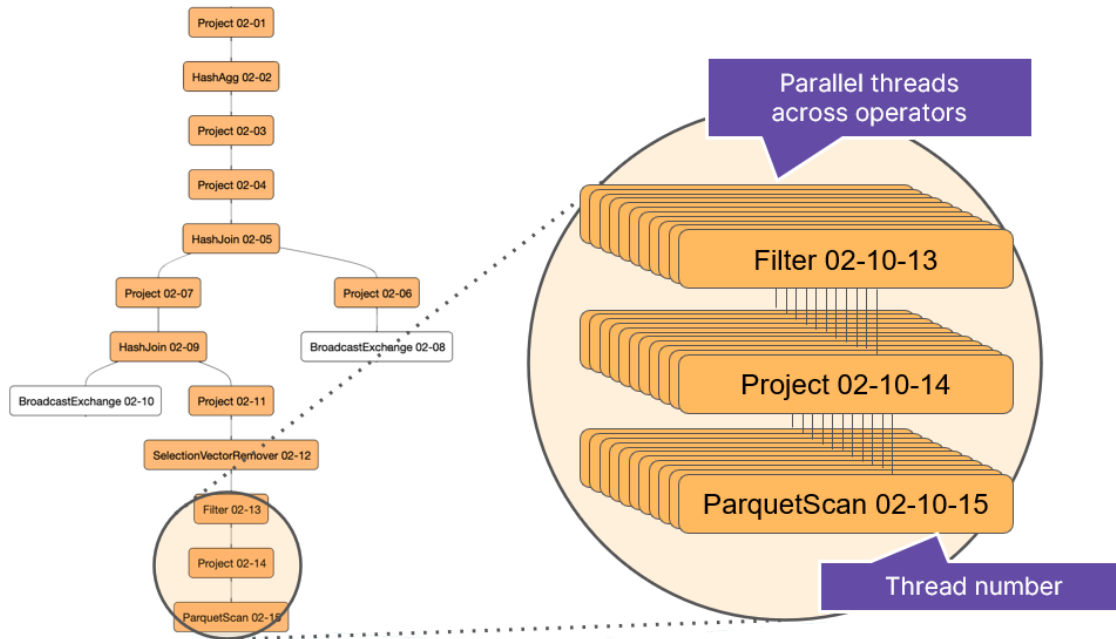 Project 02-01
HashAgg 02-02
Project 02-03
Project 02-04
HashJoin 02-05
Project 02-07
Project 02-06
HashJoin 02-09
BroadcastExchange 02-08
BroadcastExchange 02-10
Project 02-11
SelectionVectorRemover 02-12
Filter 02-13
Project 02-14
ParquetScan 02-15
Parallel threads
across operators
Filter 02-10-13
Project 02-10-14
ParquetScan 02-10-15
Thread number